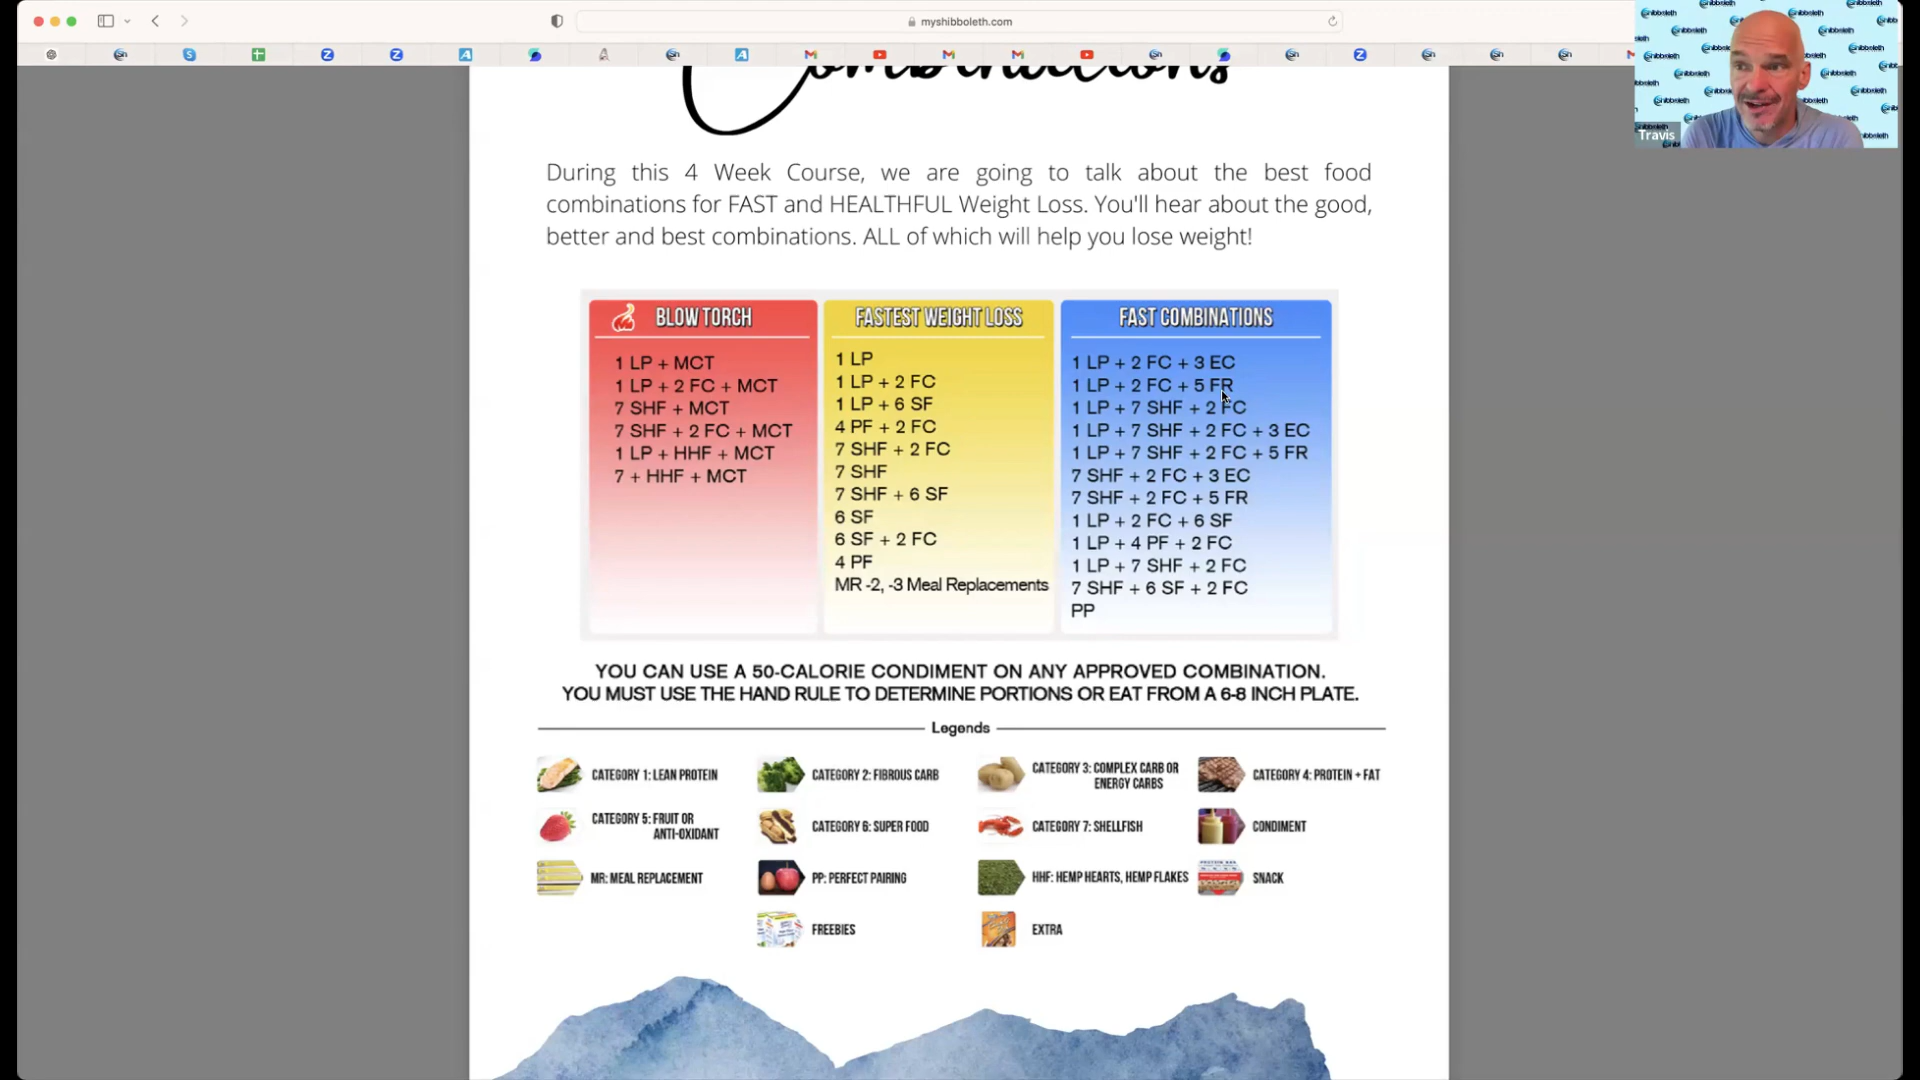 myshibboleth.com
Combinations
During this 4 Week Course, we are going to talk about the best food
combinations for FAST and HEALTHFUL Weight Loss. You'll hear about the good,
better and best combinations. ALL of which will help you lose weight!
BLOW TORCH
1 LP + MCT
1 LP + 2 FC + MCT
7 SHF + MCT
7 SHF + 2 FC + MCT
1 LP + HHF + MCT
7 + HHF + MCT
FASTEST WEIGHT LOSS
1 LP
1 LP + 2 FC
1 LP + 6 SF
4 PF + 2 FC
7 SHF + 2 FC
7 SHF
7 SHF + 6 SF
6 SF
6 SF + 2 FC
4 PF
MR -2, -3 Meal Replacements
FAST COMBINATIONS
1 LP + 2 FC + 3 EC
1 LP + 2 FC + 5 FR
1 LP + 7 SHF + 2 FC
1 LP + 7 SHF + 2 FC + 3 EC
1 LP + 7 SHF + 2 FC + 5 FR
7 SHF + 2 FC + 3 EC
7 SHF + 2 FC + 5 FR
1 LP + 2 FC + 6 SF
1 LP + 4 PF + 2 FC
1 LP + 7 SHF + 2 FC
7 SHF + 6 SF + 2 FC
PP
YOU CAN USE A 50-CALORIE CONDIMENT ON ANY APPROVED COMBINATION.
YOU MUST USE THE HAND RULE TO DETERMINE PORTIONS OR EAT FROM A 6-8 INCH PLATE.
Legends
CATEGORY 1: LEAN PROTEIN
CATEGORY 2: FIBROUS CARB
CATEGORY 3: COMPLEX CARB OR
ENERGY CARBS
CATEGORY 4: PROTEIN + FAT
CATEGORY 5: FRUIT OR
ANTI-OXIDANT
CATEGORY 6: SUPER FOOD
CATEGORY 7: SHELLFISH
CONDIMENT
MR: MEAL REPLACEMENT
PP: PERFECT PAIRING
HHF: HEMP HEARTS, HEMP FLAKES
SNACK
FREEBIES
EXTRA
Travis